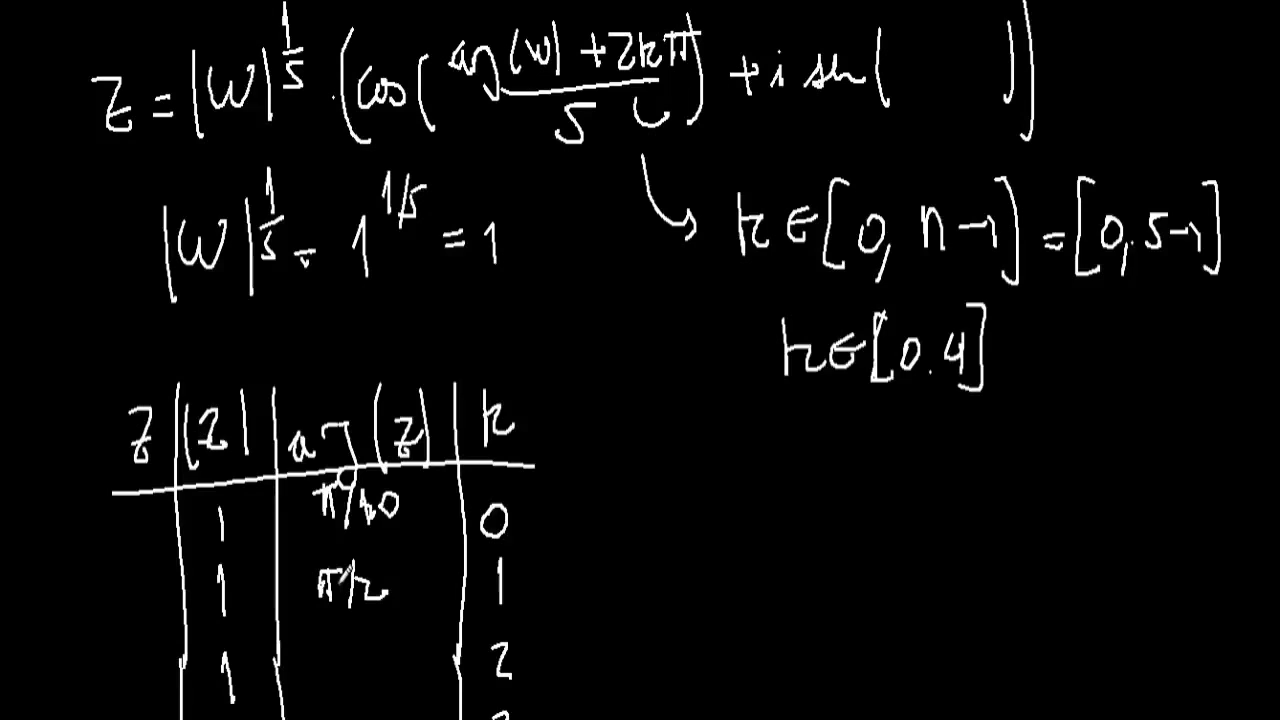 Z = |W|^{1/5} · (cos(arg(W) + 2kπ / 5) + i sen( ))
|W|^{1/5} = 1^{1/5} = 1
k ∈ [0, n-1] = [0, 5-1]
k ∈ [0.4]
Z | |Z| | arg(Z) | k
1 | π/10 | 0
1 | π/2 | 1
1 | 2